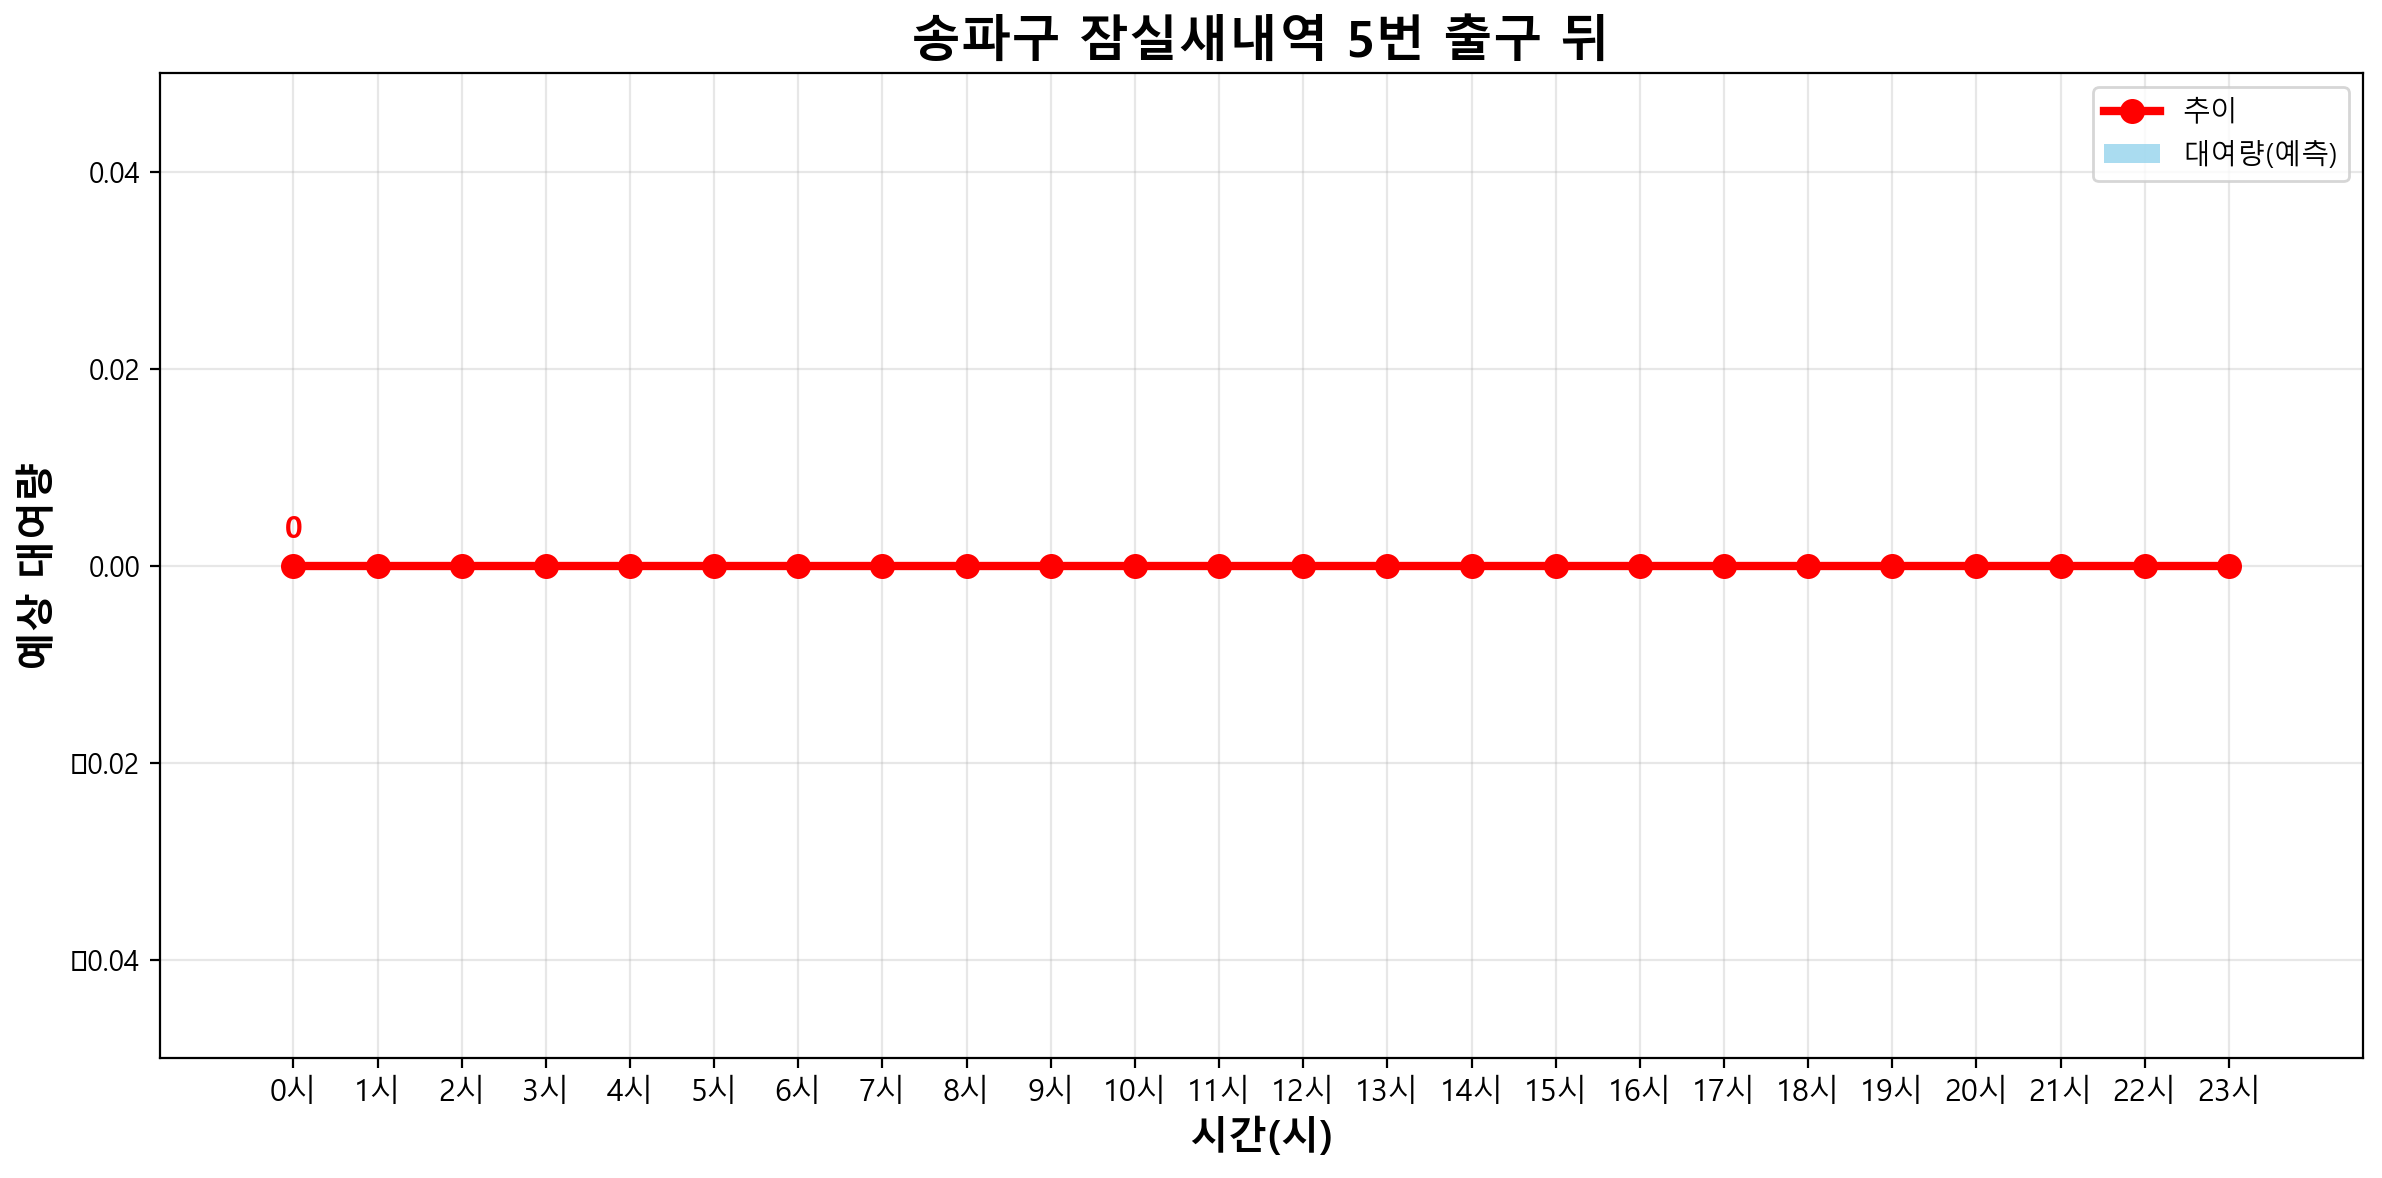 송파구 잠실새내역 5번 출구 뒤
추이
대여량(예측)
예상 대여량
0.04
0.02
0.00
□0.02
□0.04
0
0시 1시 2시 3시 4시 5시 6시 7시 8시 9시 10시 11시 12시 13시 14시 15시 16시 17시 18시 19시 20시 21시 22시 23시
시간(시)